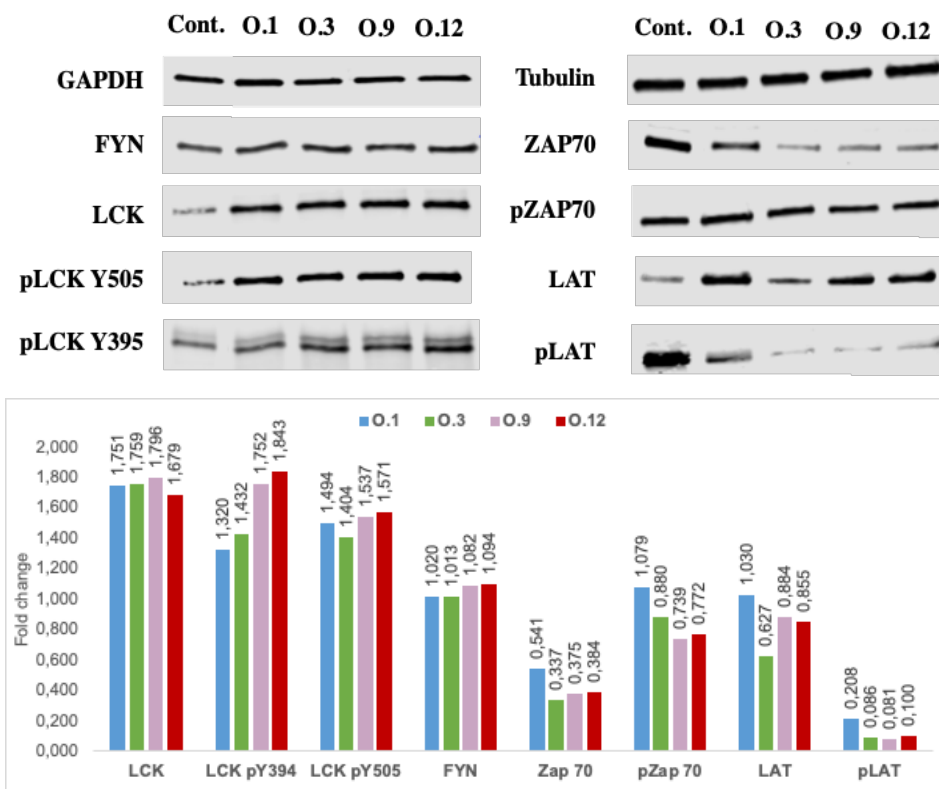 Cont. O.1 O.3 O.9 O.12
GAPDH
FYN
LCK
pLCK Y505
pLCK Y395
Cont. O.1 O.3 O.9 O.12
Tubulin
ZAP70
pZAP70
LAT
pLAT
O.1 O.3 O.9 O.12
Fold change
2,000
1,800
1,600
1,400
1,200
1,000
0,800
0,600
0,400
0,200
0,000
1,751 1,759 1,796 1,679
1,320 1,432 1,752 1,843
1,494 1,404 1,537 1,571
1,020 1,013 1,082 1,094
0,541 0,337 0,375 0,384
1,079 0,880 0,739 0,772
1,030 0,627 0,884 0,855
0,208 0,086 0,081 0,100
LCK LCK pY394 LCK pY505 FYN Zap 70 pZap 70 LAT pLAT